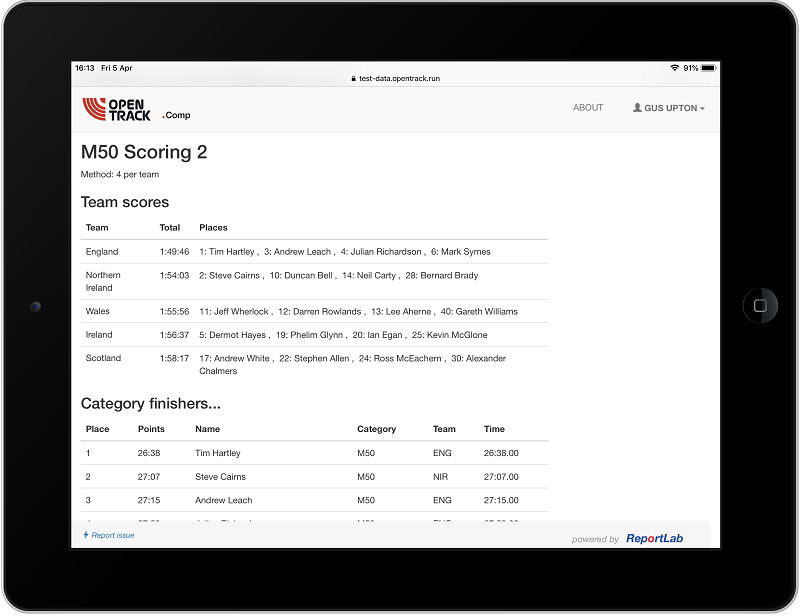 16:13 Fri 5 Apr
91%
test-data.opentrack.run
OPEN
TRACK .Comp
ABOUT
GUS UPTON
M50 Scoring 2
Method: 4 per team
Team scores
Team Total Places
England 1:49:46 1: Tim Hartley , 3: Andrew Leach , 4: Julian Richardson , 6: Mark Symes
Northern 1:54:03 2: Steve Cairns , 10: Duncan Bell , 14: Neil Carty , 28: Bernard Brady
Ireland
Wales 1:55:56 11: Jeff Wherlock , 12: Darren Rowlands , 13: Lee Aherne , 40: Gareth Williams
Ireland 1:56:37 5: Dermot Hayes , 19: Phelim Glynn , 20: Ian Egan , 25: Kevin McGlone
Scotland 1:58:17 17: Andrew White , 22: Stephen Allen , 24: Ross McEachern , 30: Alexander
Chalmers
Category finishers...
Place Points Name Category Team Time
1 26:38 Tim Hartley M50 ENG 26:38.00
2 27:07 Steve Cairns M50 NIR 27:07.00
3 27:15 Andrew Leach M50 ENG 27:15.00
Report issue
powered by ReportLab